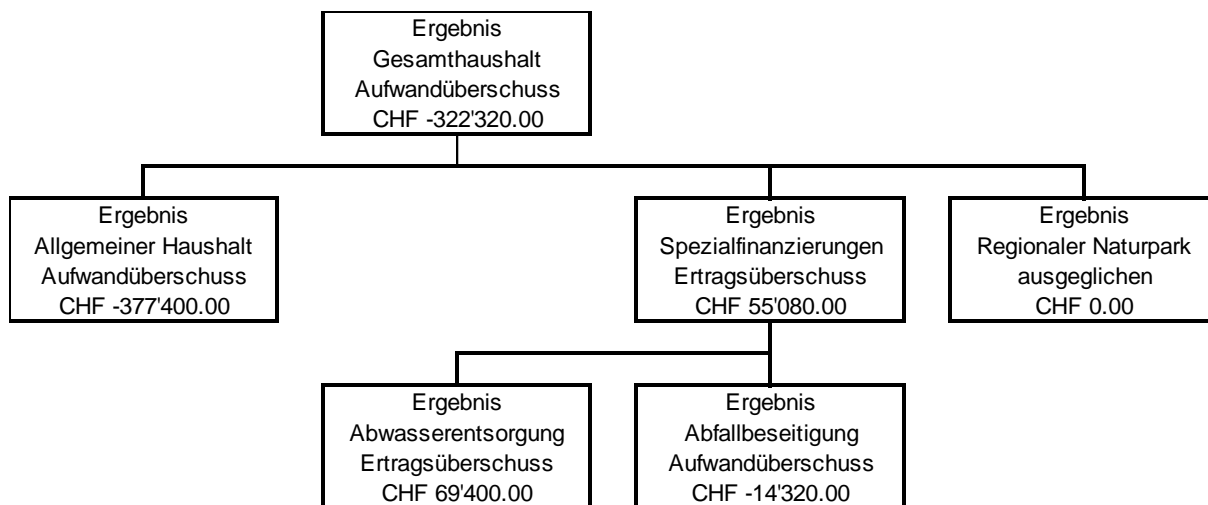 Ergebnis
Gesamthaushalt
Aufwandüberschuss
CHF -322'320.00
Ergebnis
Allgemeiner Haushalt
Aufwandüberschuss
CHF -377'400.00
Ergebnis
Spezialfinanzierungen
Ertragsüberschuss
CHF 55'080.00
Ergebnis
Regionaler Naturpark
ausgeglichen
CHF 0.00
Ergebnis
Abwasserentsorgung
Ertragsüberschuss
CHF 69'400.00
Ergebnis
Abfallbeseitigung
Aufwandüberschuss
CHF -14'320.00